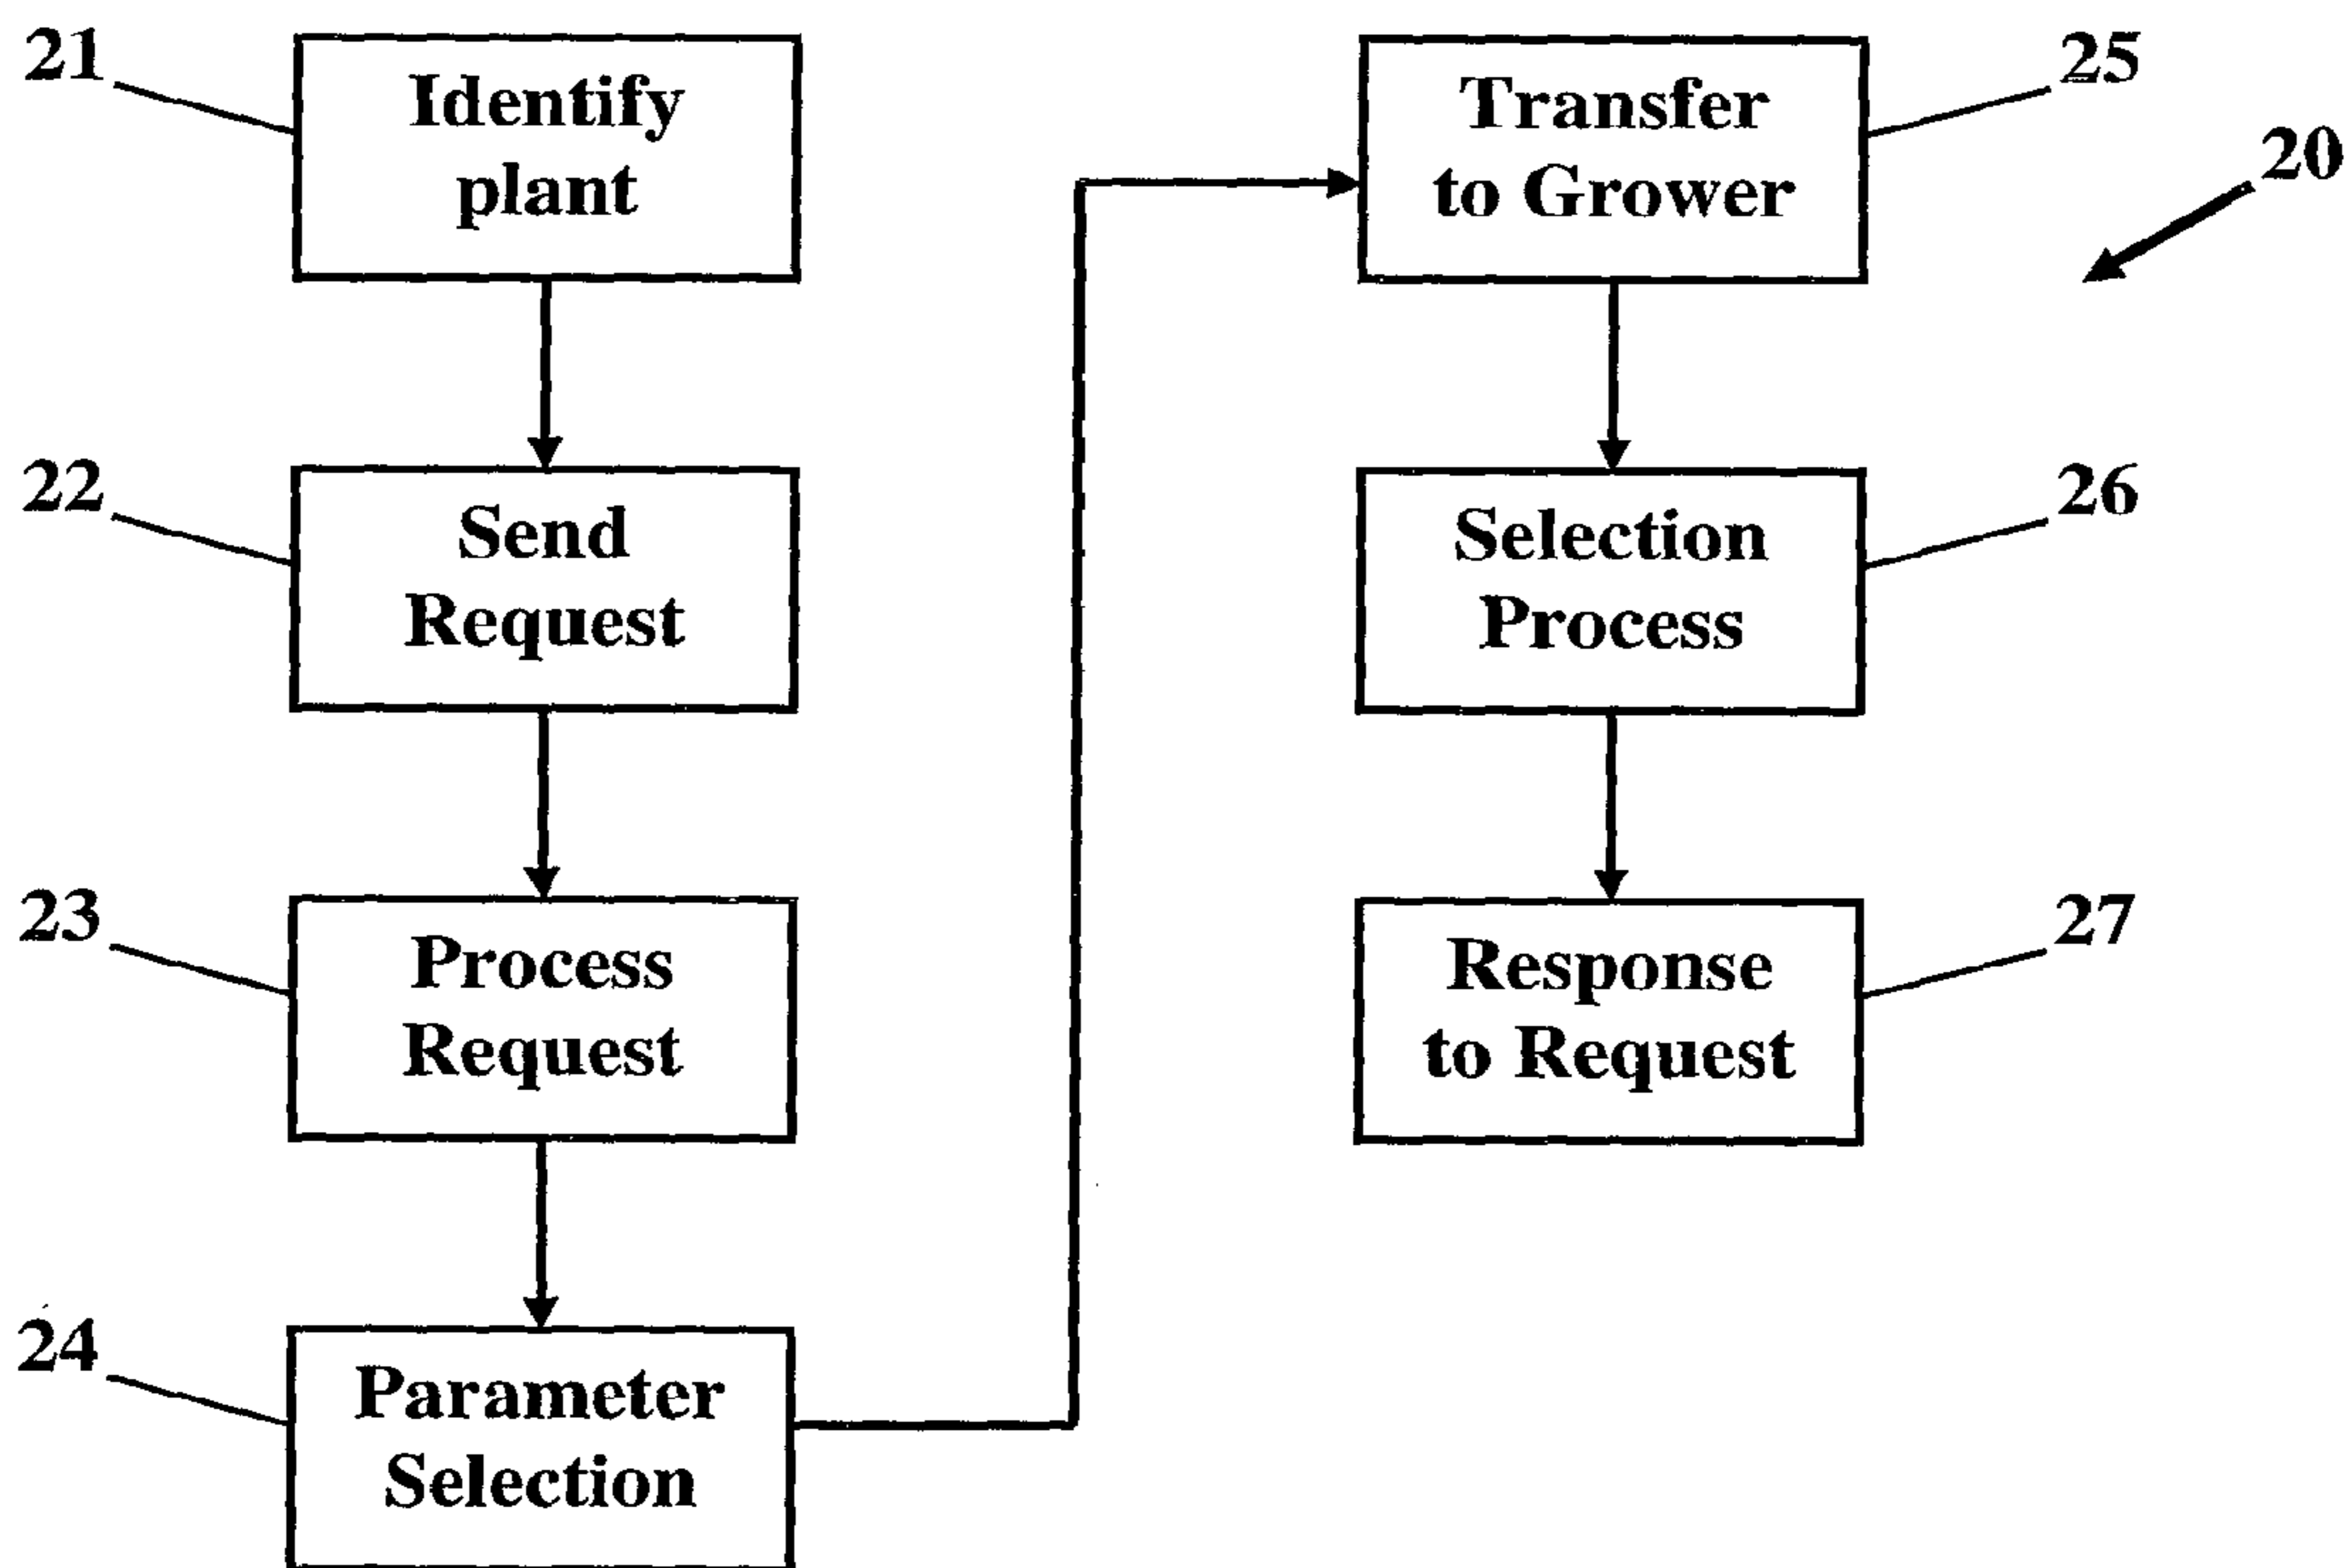 21
Identify
plant
22
Send
Request
23
Process
Request
24
Parameter
Selection
25
Transfer
to Grower
20
26
Selection
Process
27
Response
to Request